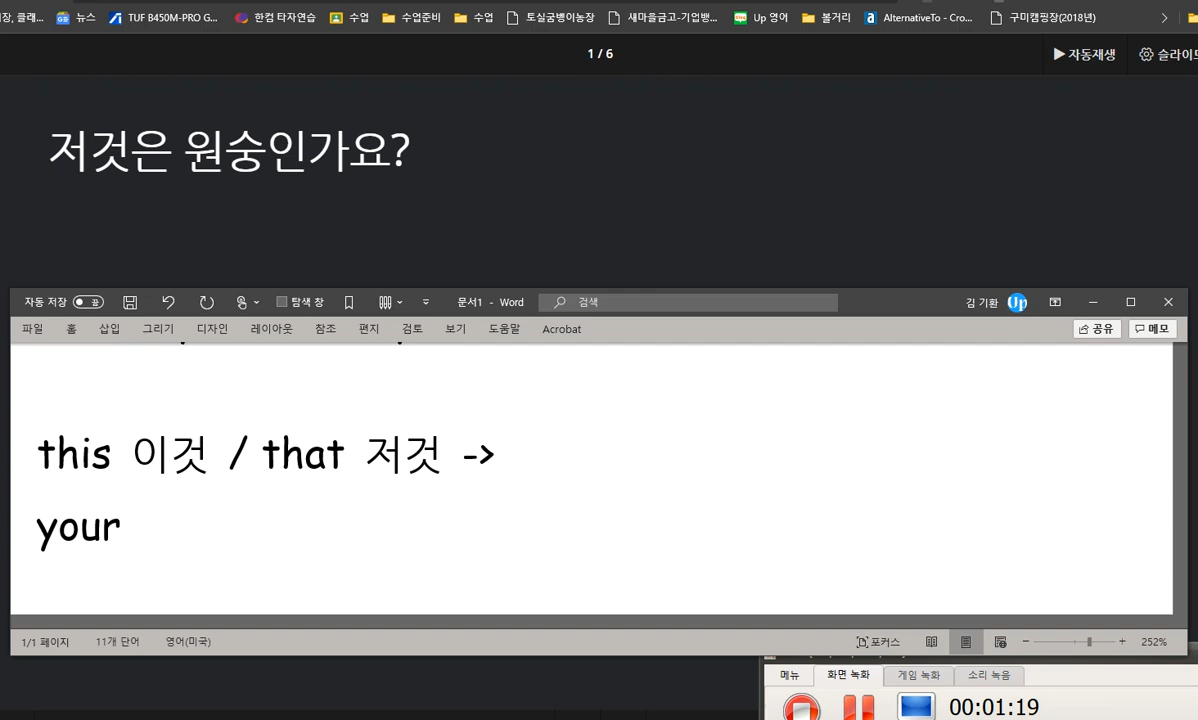 장, 클래... 뉴스 TUF B450M-PRO G... 한컴 타자연습 수업 수업준비 수업 토실굼벵이농장 새마을금고-기업뱅... Up 영어 볼거리 AlternativeTo - Cro... 구미캠핑장(2018년)
1 / 6 자동재생 슬라이드
저것은 원숭인가요?
자동 저장 끔 탐색 창 문서1 - Word 검색 김 기환 Up
파일 홈 삽입 그리기 디자인 레이아웃 참조 편지 검토 보기 도움말 Acrobat 공유 메모
this 이것 / that 저것 ->
your
1/1 페이지 11개 단어 영어(미국) 포커스 252%
메뉴 화면 녹화 게임 녹화 소리 녹음
00:01:19